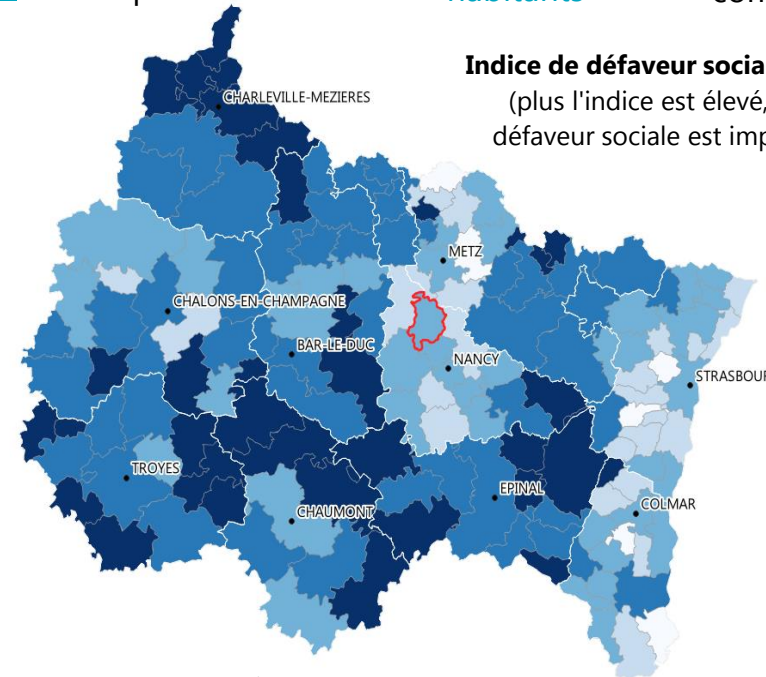 habitants
Indice de défaveur socia
(plus l'indice est élevé,
défaveur sociale est imp
CHARLEVILLE-MEZIERES
METZ
CHALONS-EN-CHAMPAGNE
BAR-LE-DUC
NANCY
STRASBOUR
TROYES
EPINAL
CHAUMONT
COLMAR